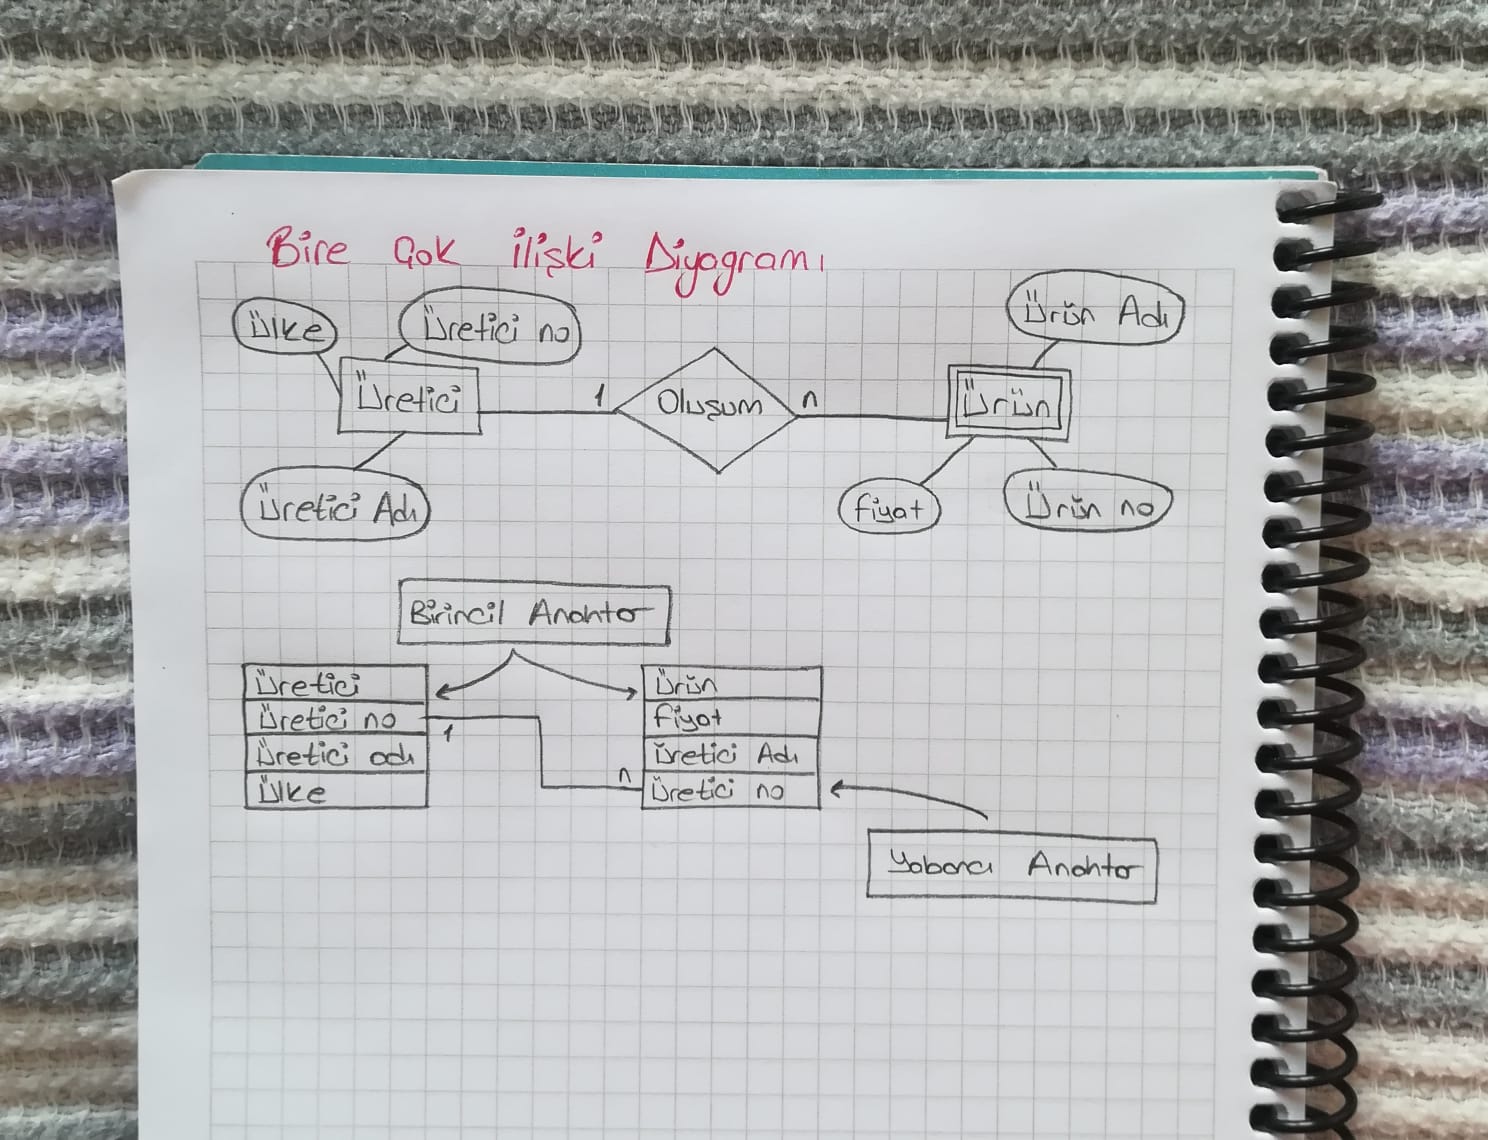 Bire Çok ilişki Diyagramı
Ülke
Üretici no
Üretici
Üretici Adı
1
Oluşum
n
Ürün Adı
Ürün
fiyat
Ürün no
Birincil Anahtar
Üretici
Üretici no
Üretici adı
Ülke
1
n
Ürün
fiyat
Üretici Adı
Üretici no
Yabancı Anahtar